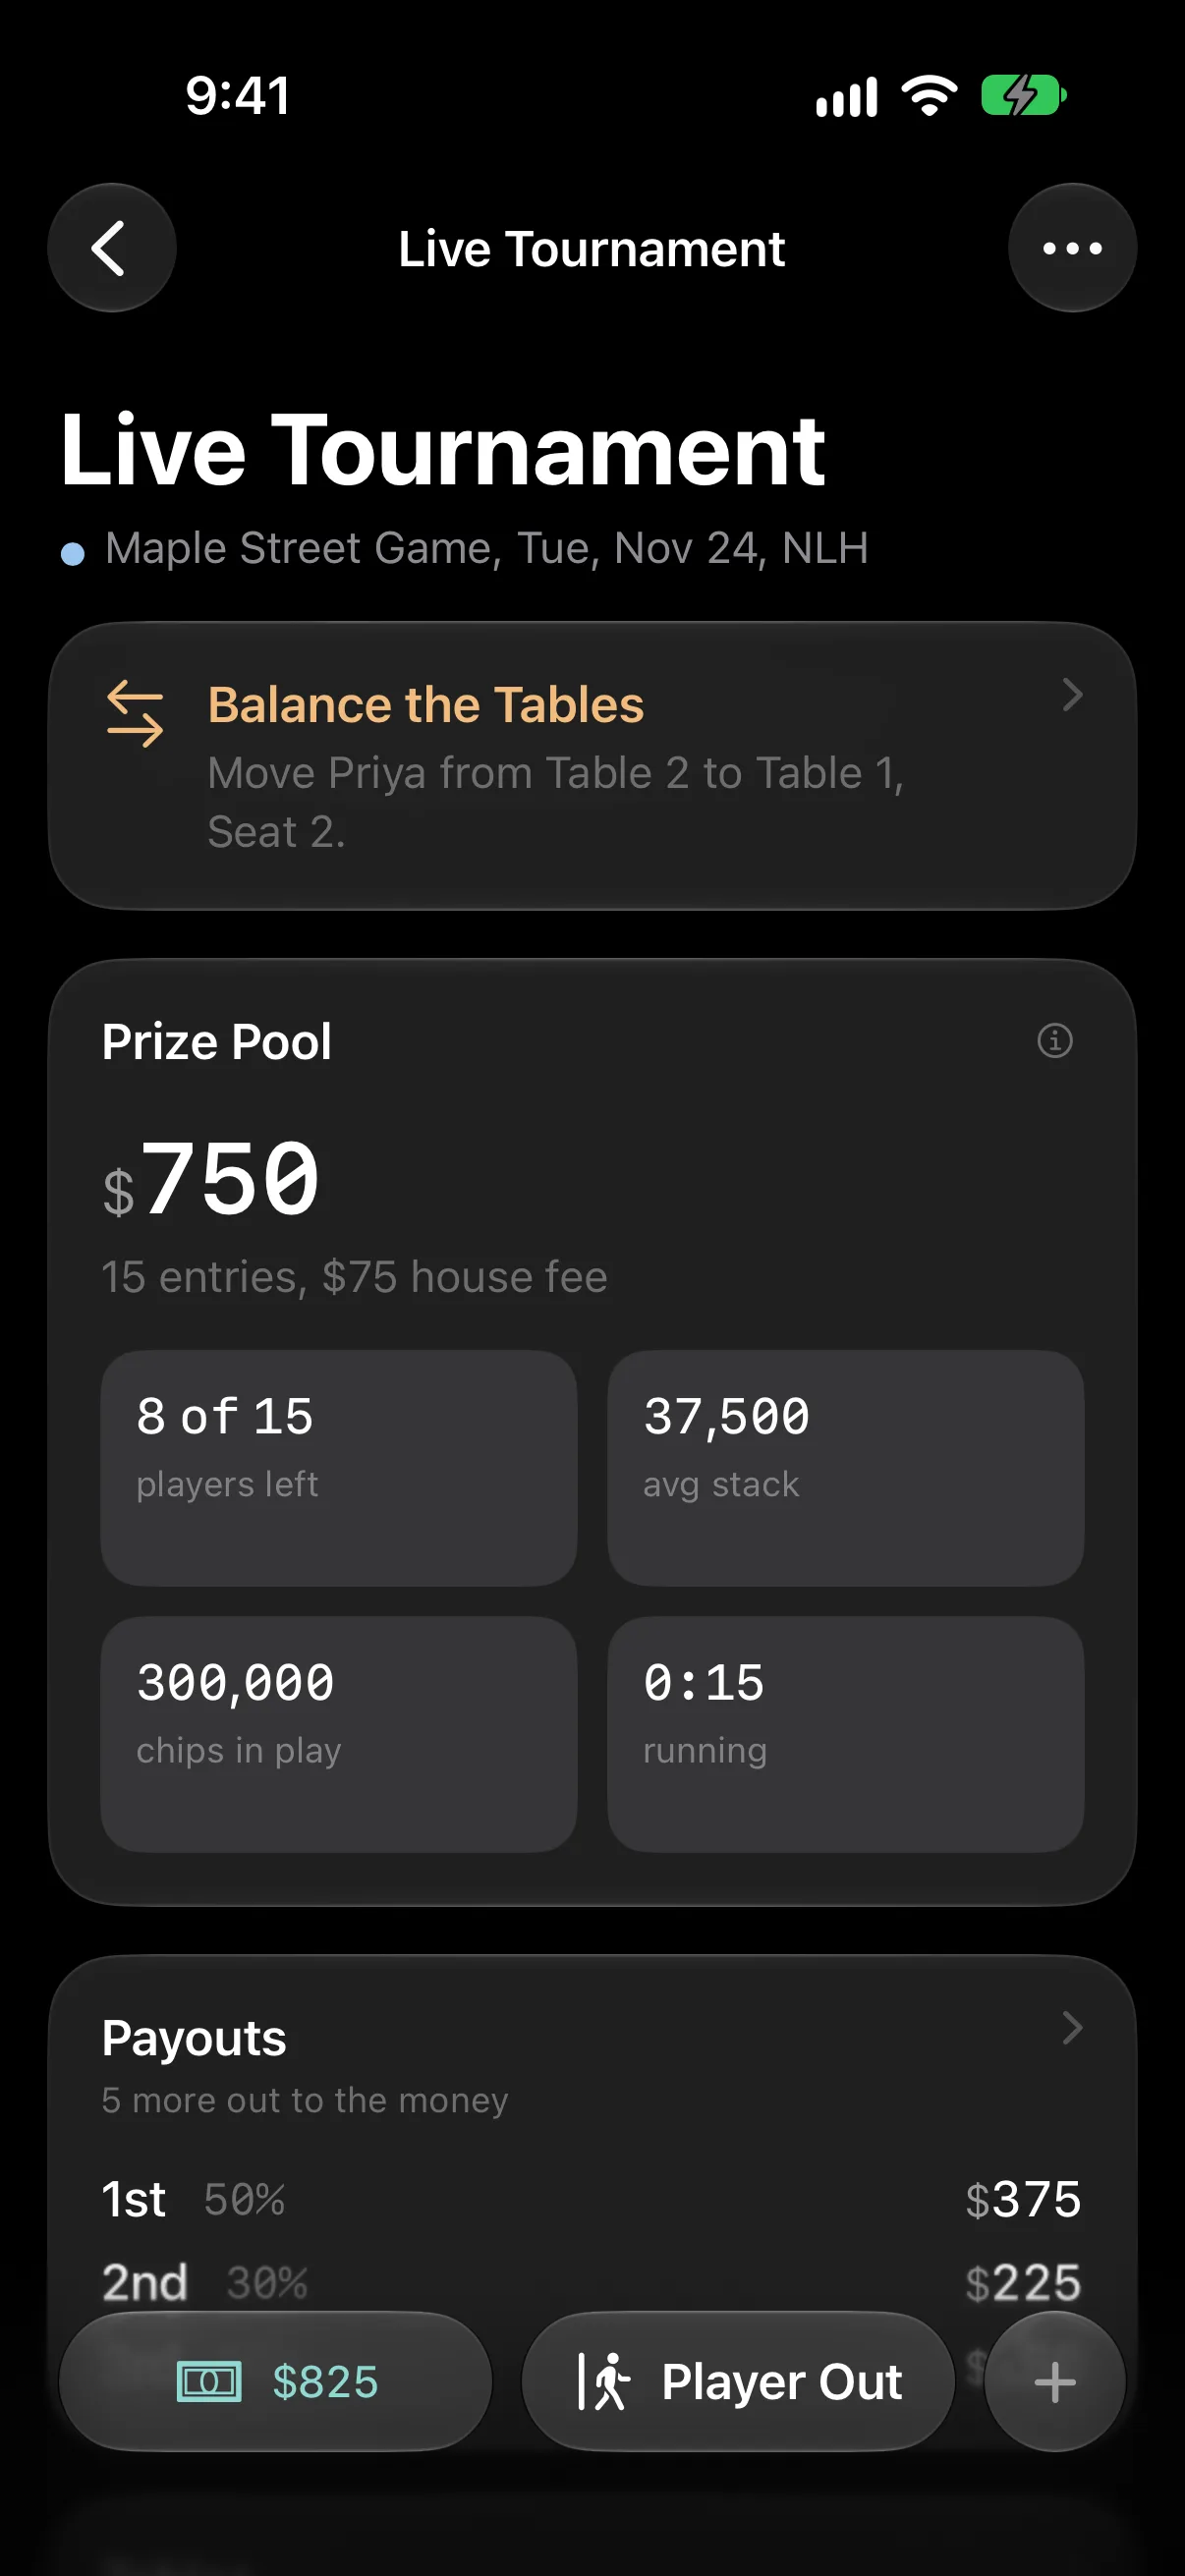 9:41
Live Tournament
Live Tournament
Maple Street Game, Tue, Nov 24, NLH
Balance the Tables
Move Priya from Table 2 to Table 1,
Seat 2.
Prize Pool
$750
15 entries, $75 house fee
8 of 15
players left
37,500
avg stack
300,000
chips in play
0:15
running
Payouts
5 more out to the money
1st 50% $375
2nd 30% $225
$825
Player Out